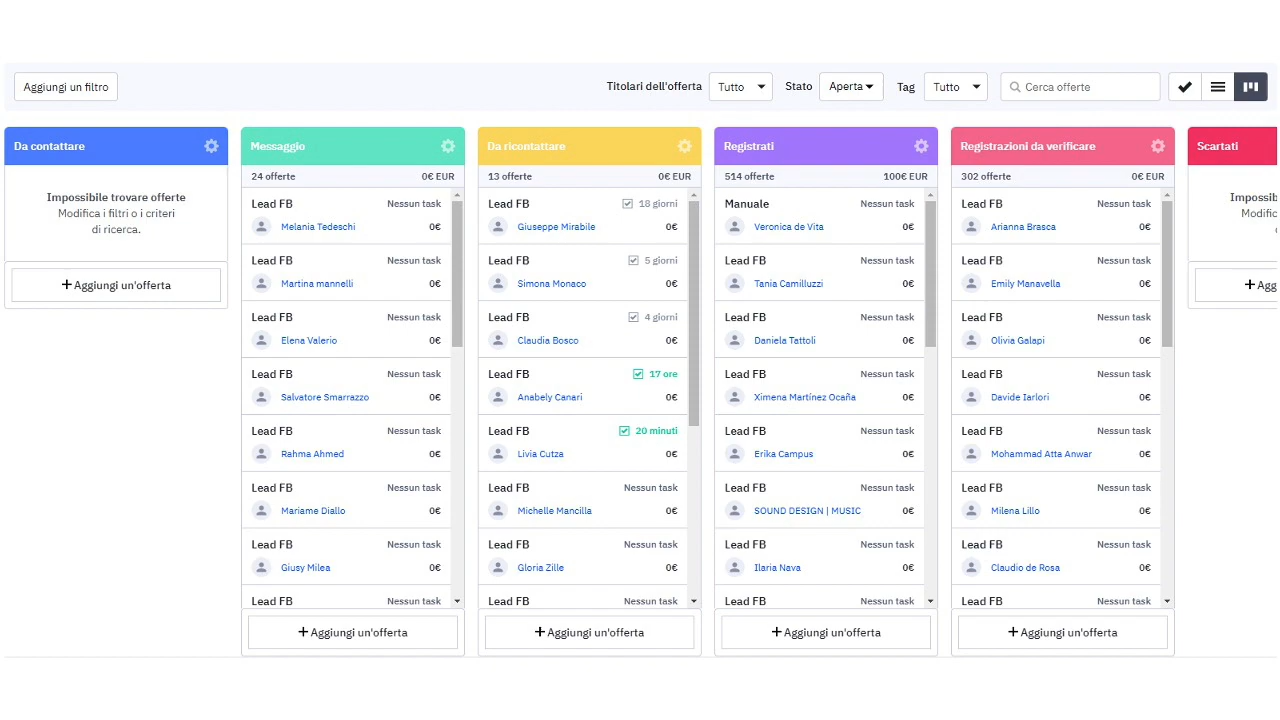 Aggiungi un filtro
Titolari dell'offerta Tutto Stato Aperta Tag Tutto Cerca offerte
Da contattare
Impossibile trovare offerte
Modifica i filtri o i criteri
di ricerca.
Aggiungi un'offerta
Messaggio
24 offerte 0€ EUR
Lead FB Nessun task
Melania Tedeschi 0€
Lead FB Nessun task
Martina mannelli 0€
Lead FB Nessun task
Elena Valerio 0€
Lead FB Nessun task
Salvatore Smarrazzo 0€
Lead FB Nessun task
Rahma Ahmed 0€
Lead FB Nessun task
Mariame Diallo 0€
Lead FB Nessun task
Giusy Milea 0€
Lead FB Nessun task
Aggiungi un'offerta
Da ricontattare
13 offerte 0€ EUR
Lead FB 18 giorni
Giuseppe Mirabile 0€
Lead FB 5 giorni
Simona Monaco 0€
Lead FB 4 giorni
Claudia Bosco 0€
Lead FB 17 ore
Anabely Canari 0€
Lead FB 20 minuti
Livia Cutza 0€
Lead FB Nessun task
Michelle Mancilla 0€
Lead FB Nessun task
Gloria Zille 0€
Lead FB Nessun task
Aggiungi un'offerta
Registrati
514 offerte 100€ EUR
Manuale Nessun task
Veronica de Vita 0€
Lead FB Nessun task
Tania Camilluzzi 0€
Lead FB Nessun task
Daniela Tattoli 0€
Lead FB Nessun task
Ximena Martínez Ocaña 0€
Lead FB Nessun task
Erika Campus 0€
Lead FB Nessun task
SOUND DESIGN | MUSIC 0€
Lead FB Nessun task
Ilaria Nava 0€
Lead FB Nessun task
Aggiungi un'offerta
Registrazioni da verificare
302 offerte 0€ EUR
Lead FB Nessun task
Arianna Brasca 0€
Lead FB Nessun task
Emily Manavella 0€
Lead FB Nessun task
Olivia Galapi 0€
Lead FB Nessun task
Davide Iarlori 0€
Lead FB Nessun task
Mohammad Atta Anwar 0€
Lead FB Nessun task
Milena Lillo 0€
Lead FB Nessun task
Claudio de Rosa 0€
Lead FB Nessun task
Aggiungi un'offerta
Scartati
Impossib
Modific
Agg